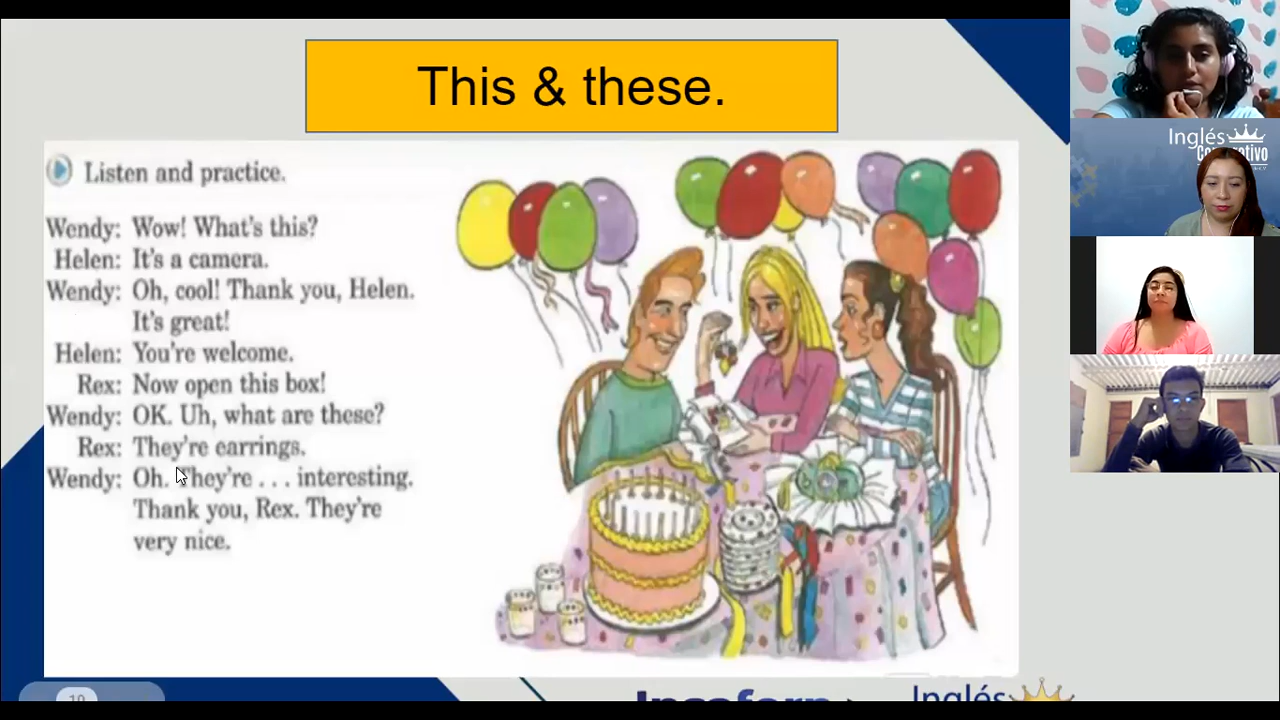 This & these.
Listen and practice.
Wendy: Wow! What's this?
Helen: It's a camera.
Wendy: Oh, cool! Thank you, Helen.
It's great!
Helen: You're welcome.
Rex: Now open this box!
Wendy: OK. Uh, what are these?
Rex: They're earrings.
Wendy: Oh. They're . . . interesting.
Thank you, Rex. They're
very nice.
Inglés
Inglés